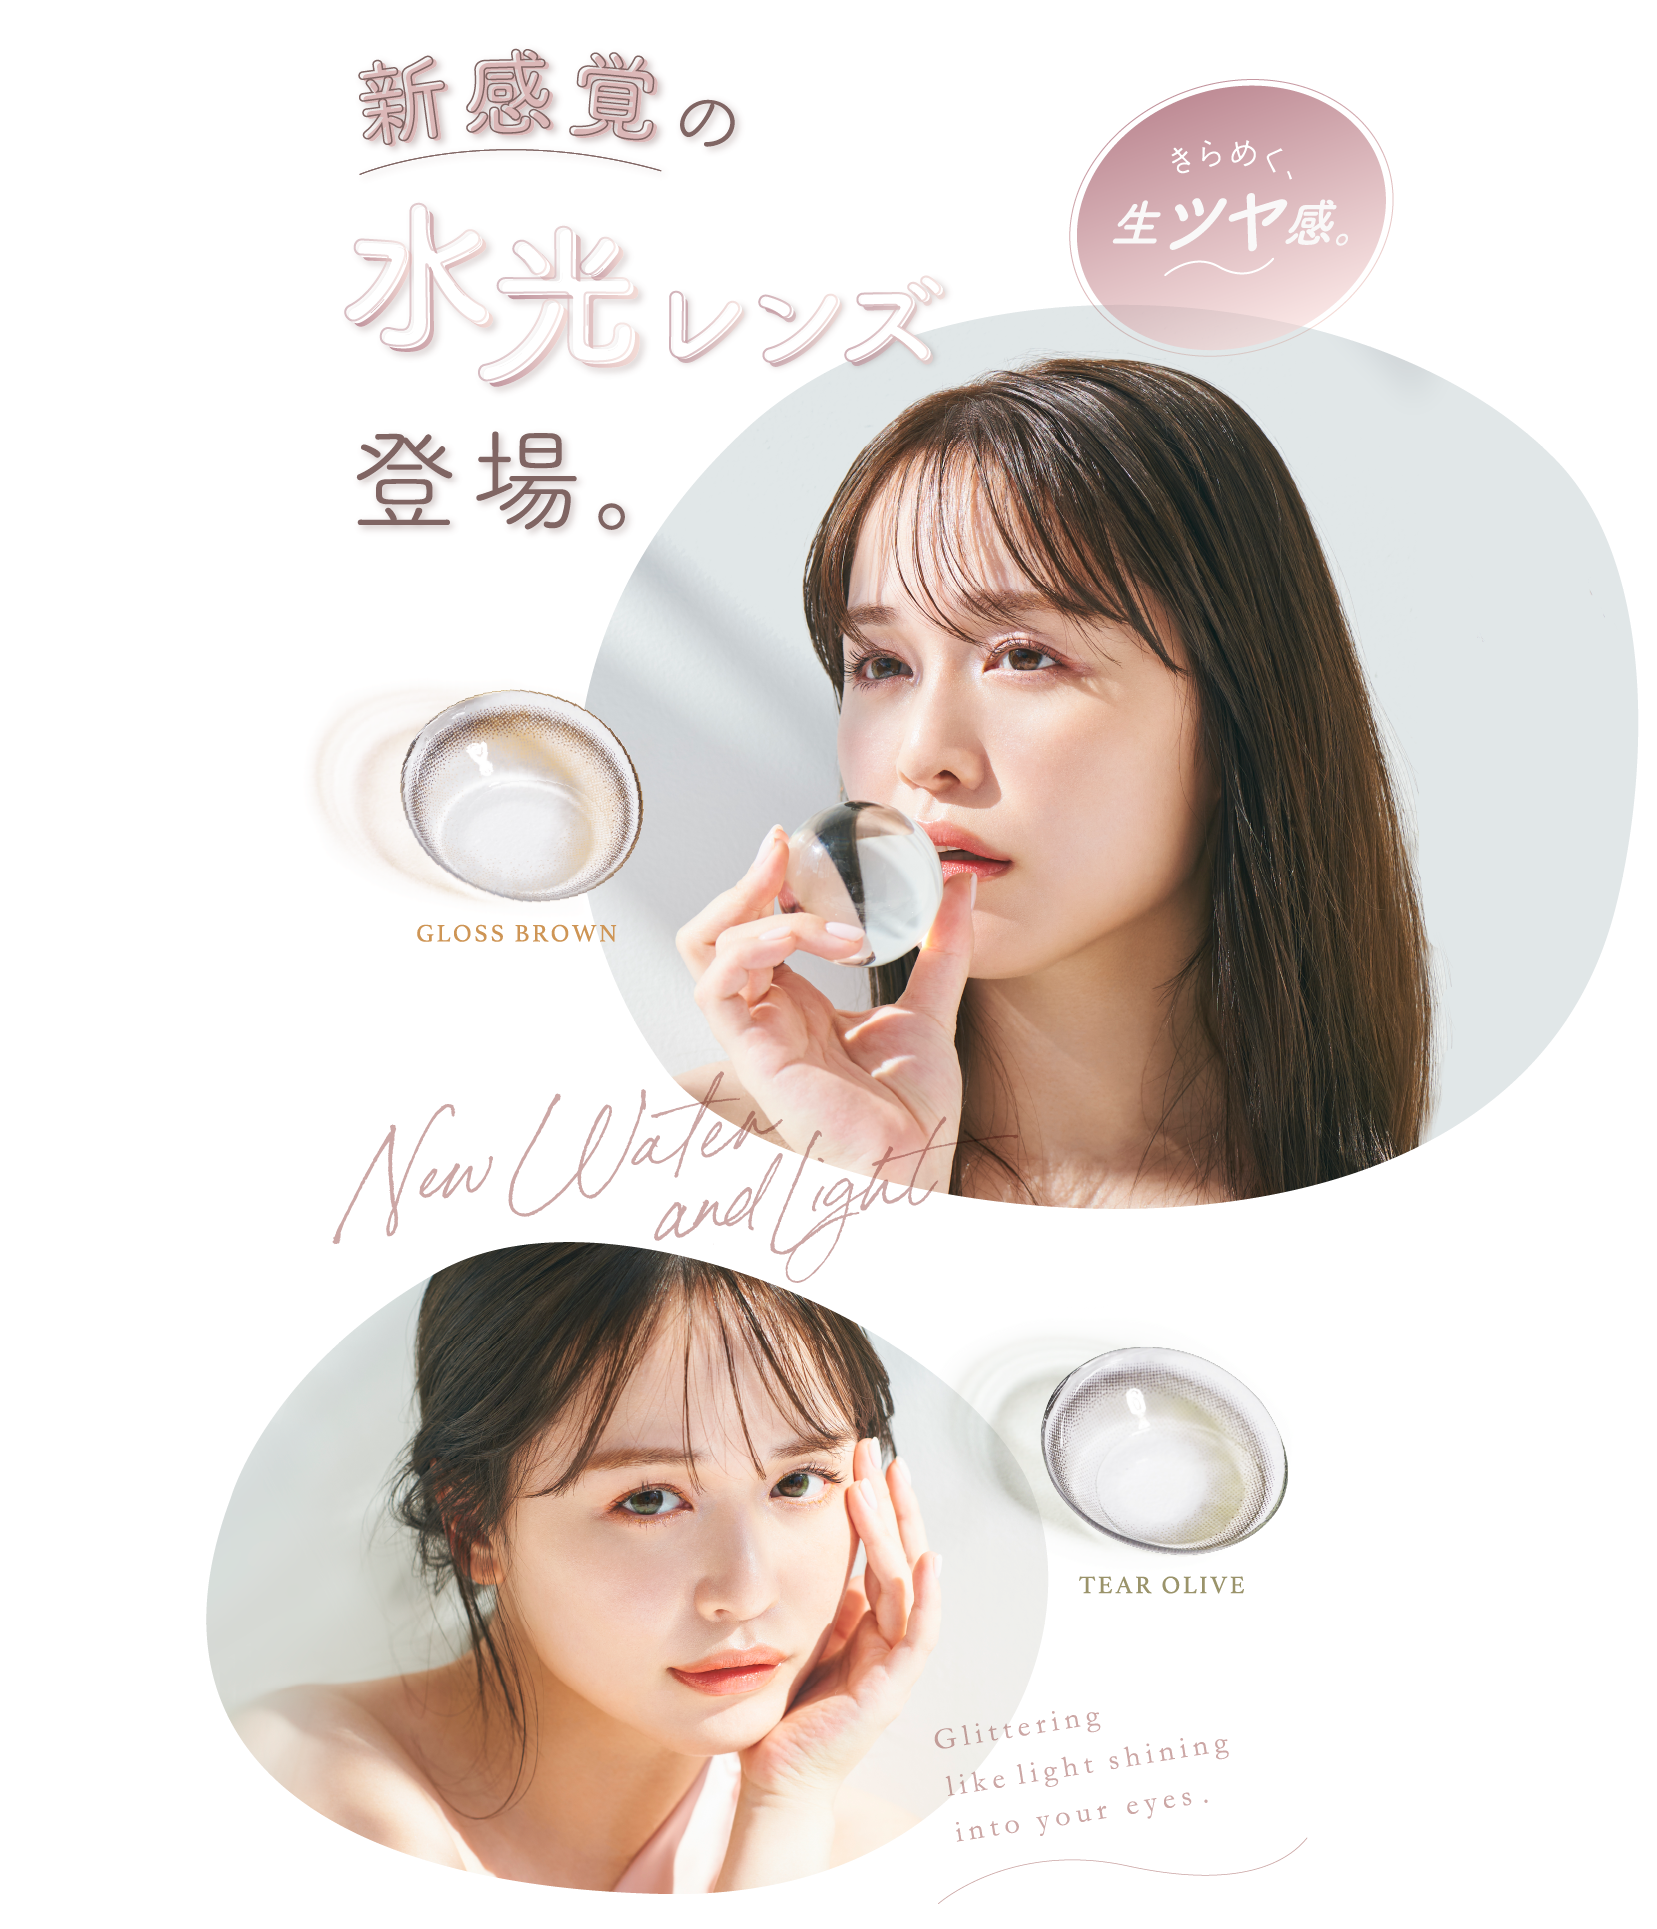 新感覚の
水光レンズ
登場。
きらめく、
生ツヤ感。
GLOSS BROWN
New Water
and Light
TEAR OLIVE
Glittering
like light shining
into your eyes.